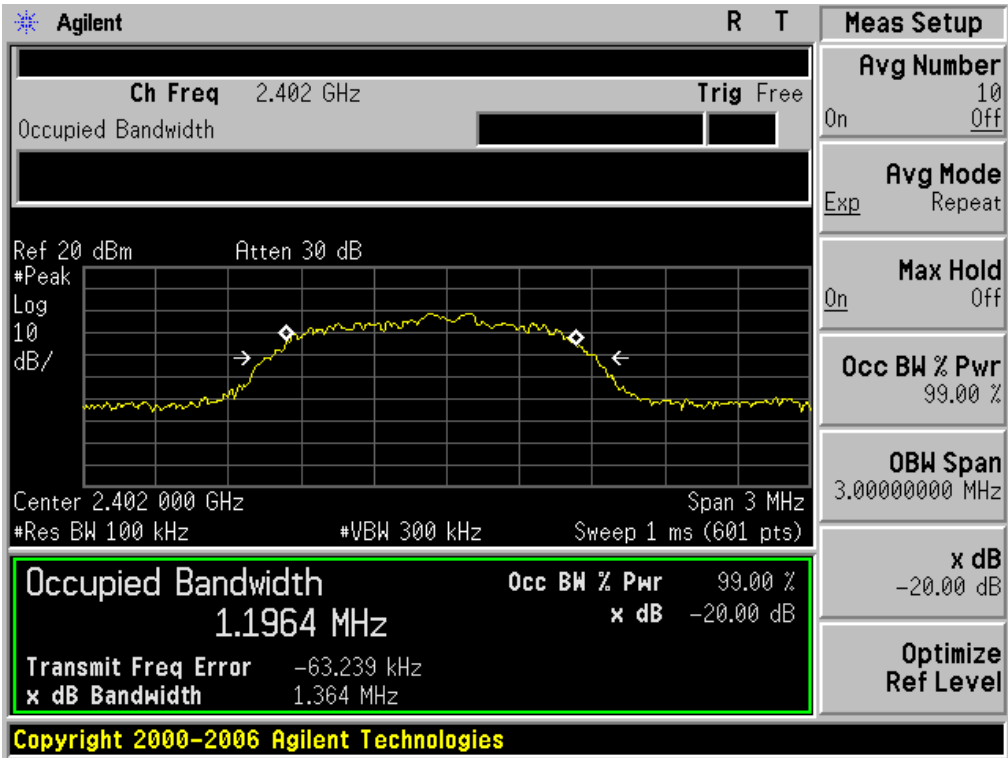 Agilent R T
Ch Freq 2.402 GHz Trig Free
Occupied Bandwidth
Ref 20 dBm Atten 30 dB
#Peak
Log
10
dB/
Center 2.402 000 GHz Span 3 MHz
#Res BW 100 kHz #VBW 300 kHz Sweep 1 ms (601 pts)
Occupied Bandwidth Occ BW % Pwr 99.00 %
1.1964 MHz x dB -20.00 dB
Transmit Freq Error -63.239 kHz
x dB Bandwidth 1.364 MHz
Copyright 2000-2006 Agilent Technologies
Meas Setup
Avg Number
10
On Off
Avg Mode
Exp Repeat
Max Hold
On Off
Occ BW % Pwr
99.00 %
OBW Span
3.00000000 MHz
x dB
-20.00 dB
Optimize
Ref Level